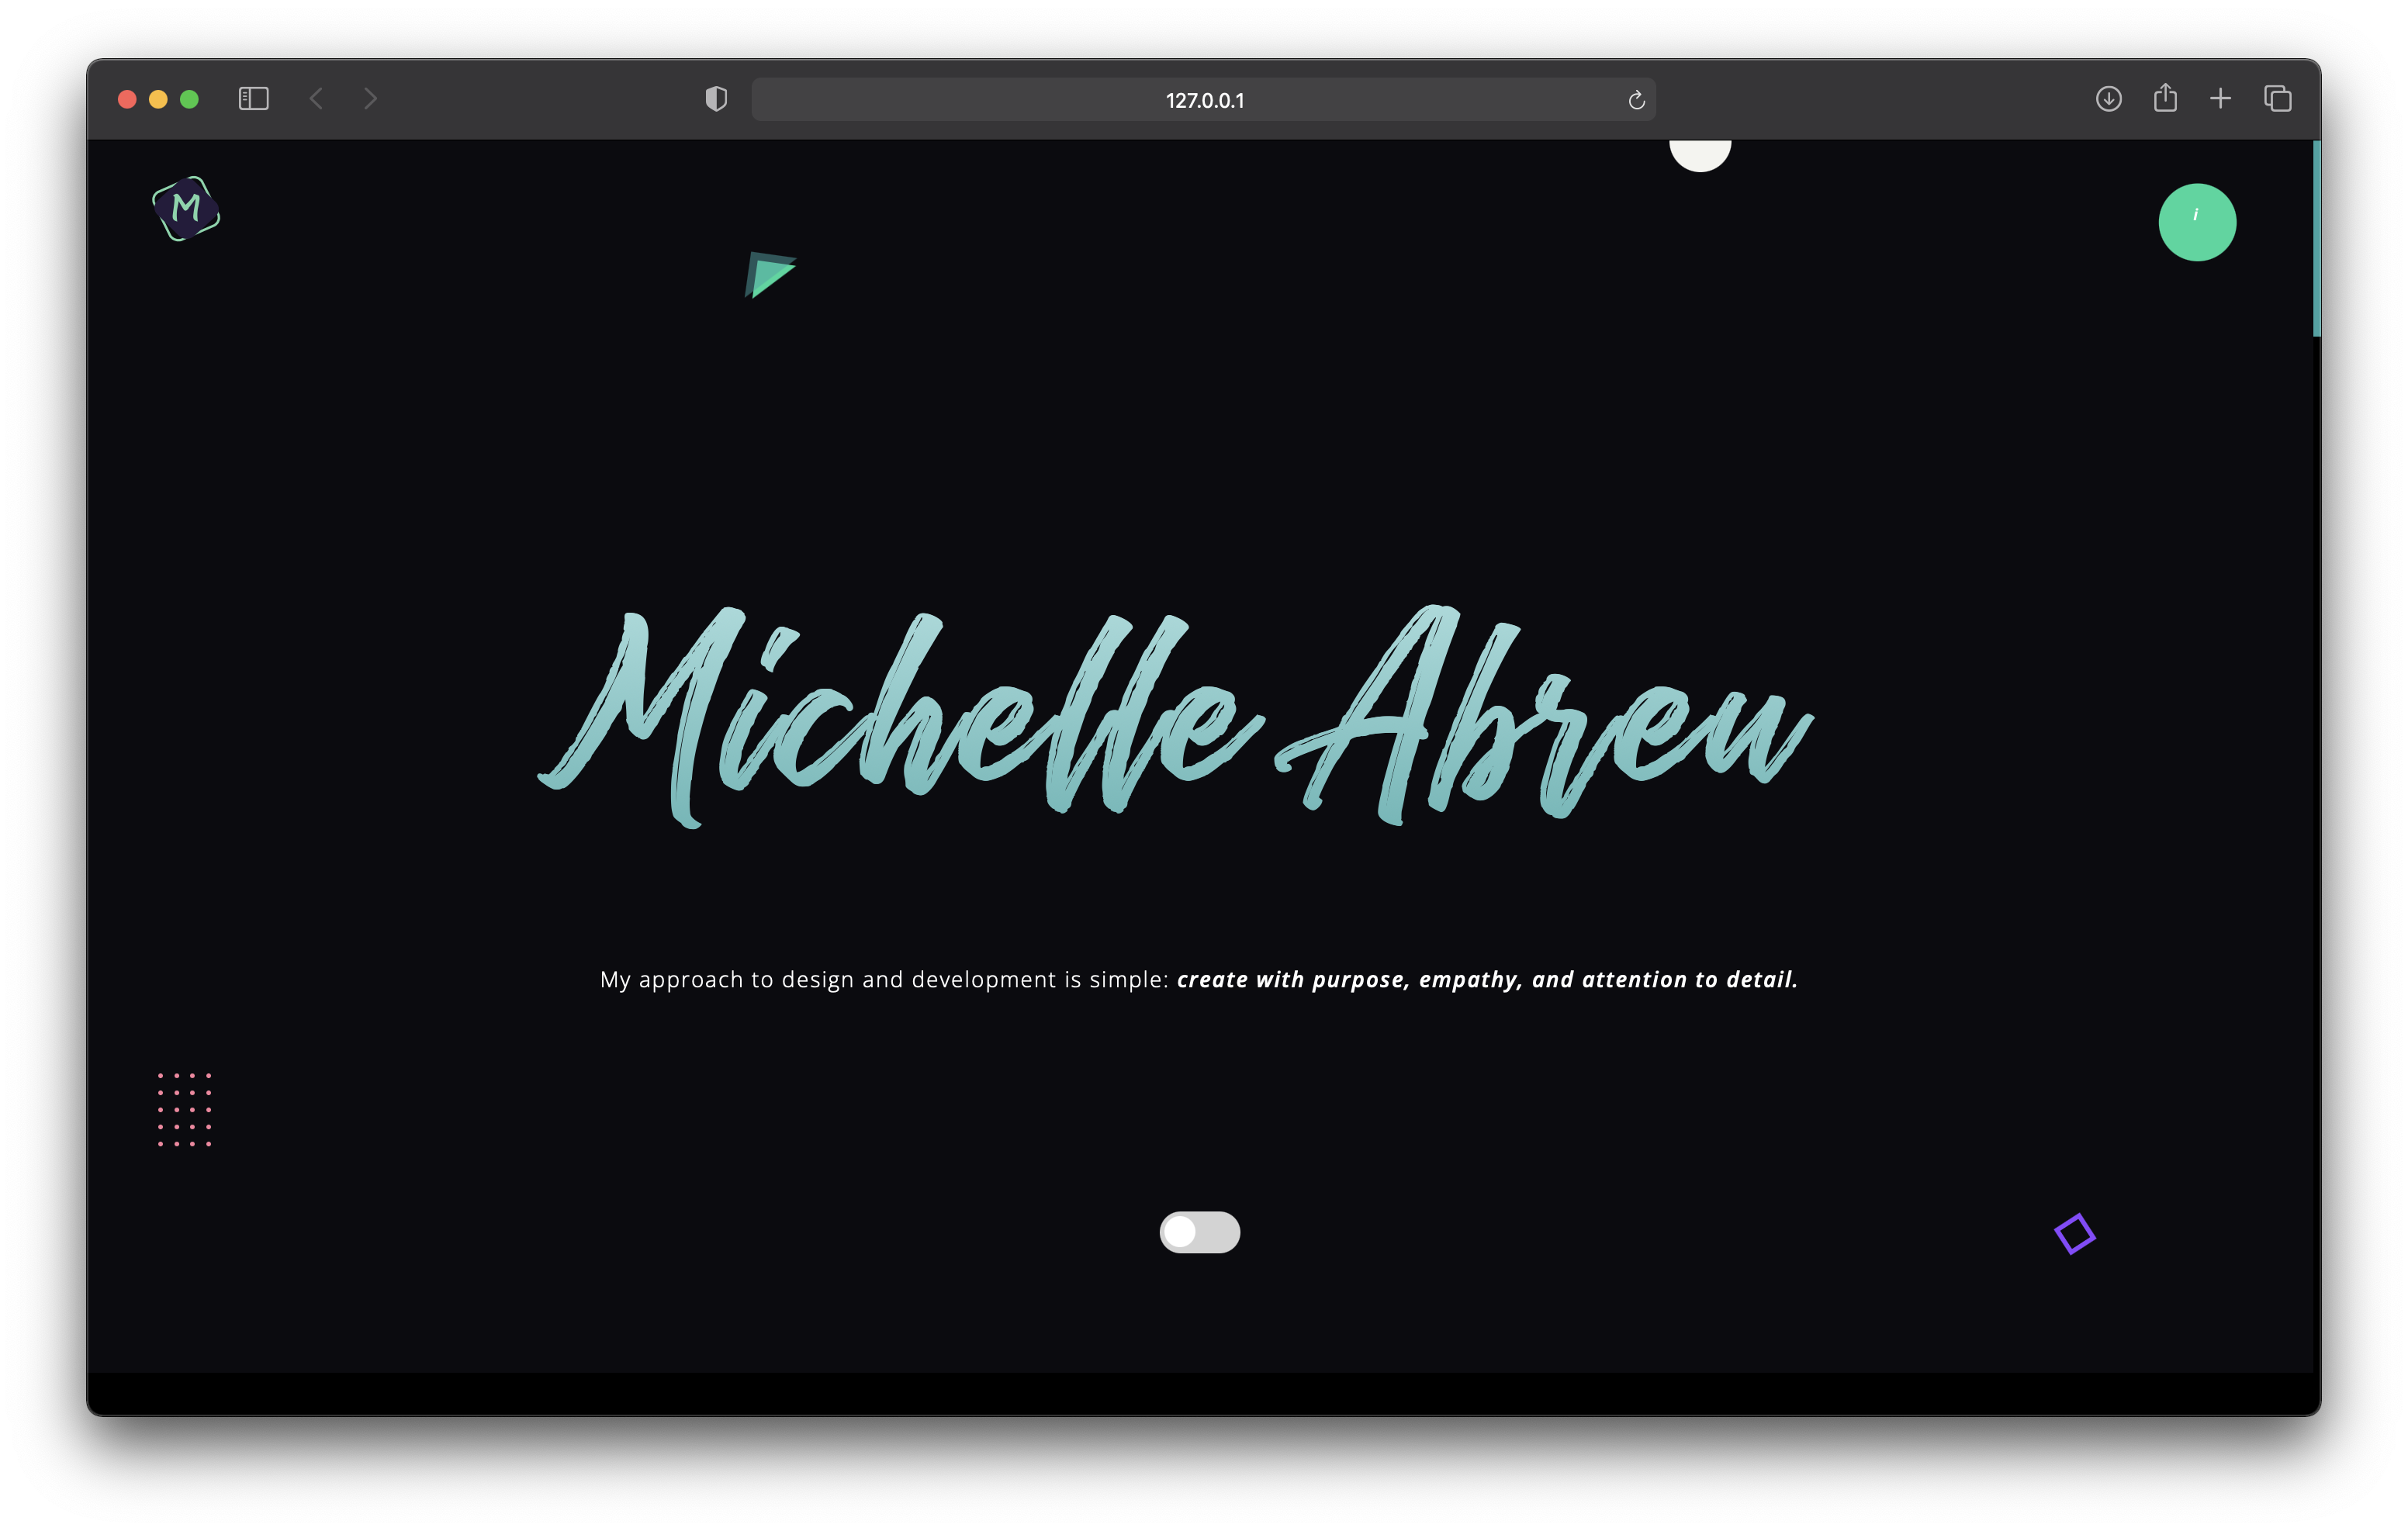 127.0.0.1
M
i
Michelle Abreu
My approach to design and development is simple: create with purpose, empathy, and attention to detail.